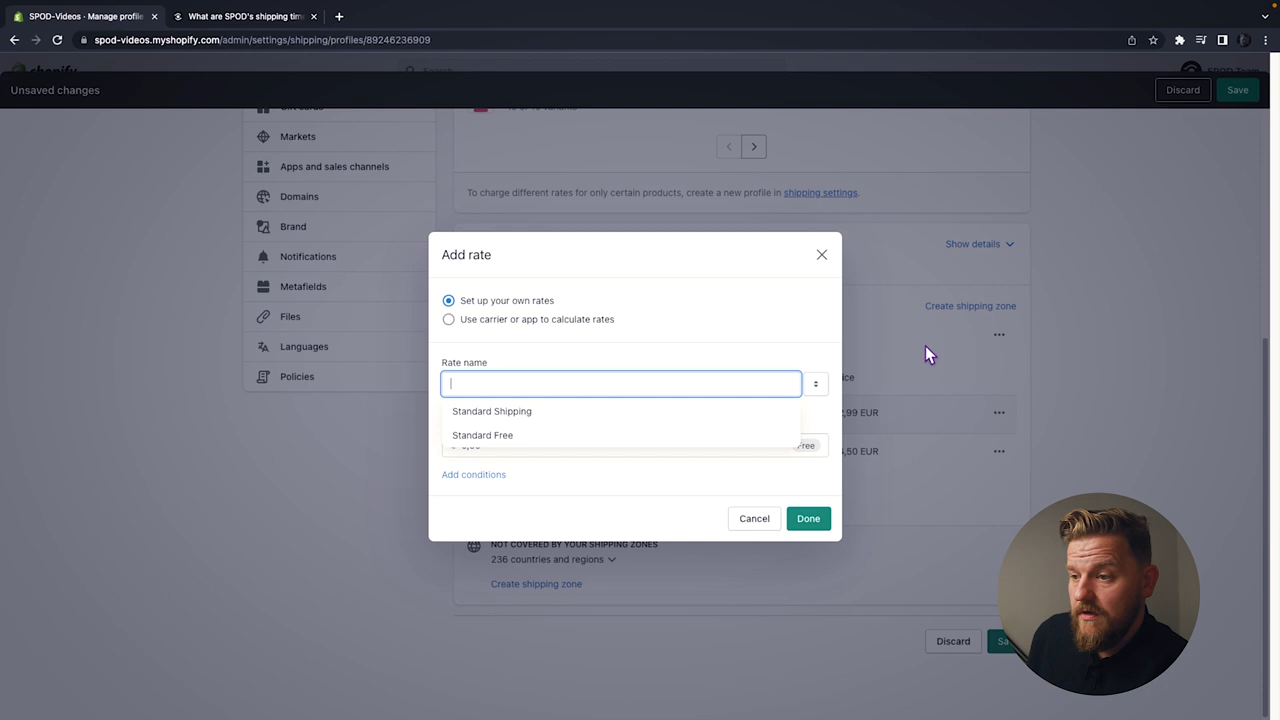 SPOD-Videos · Manage profile
What are SPOD's shipping tim
spod-videos.myshopify.com/admin/settings/shipping/profiles/89246236909
Unsaved changes
Discard
Save
Markets
Apps and sales channels
Domains
Brand
Notifications
Metafields
Files
Languages
Policies
To charge different rates for only certain products, create a new profile in shipping settings.
Show details
Create shipping zone
Add rate
Set up your own rates
Use carrier or app to calculate rates
Rate name
Standard Shipping
Standard Free
Free
Add conditions
Cancel
Done
2,99 EUR
,50 EUR
NOT COVERED BY YOUR SHIPPING ZONES
236 countries and regions
Create shipping zone
Discard
Sa